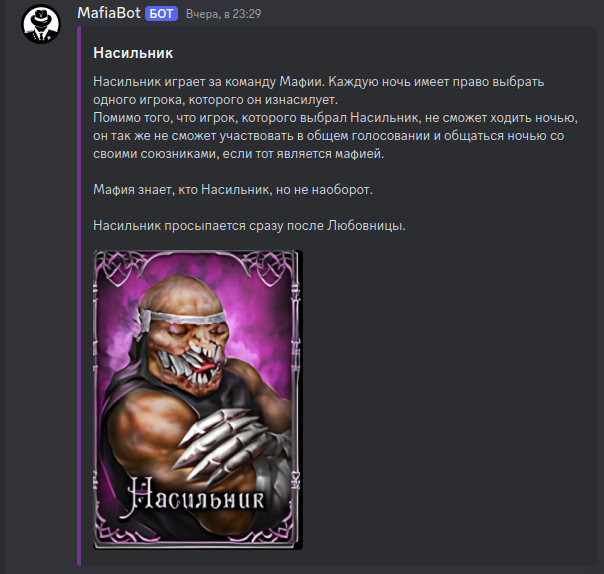 MafiaBot БОТ Вчера, в 23:29
Насильник
Насильник играет за команду Мафии. Каждую ночь имеет право выбрать
одного игрока, которого он изнасилует.
Помимо того, что игрок, которого выбрал Насильник, не сможет ходить ночью,
он так же не сможет участвовать в общем голосовании и общаться ночью со
своими союзниками, если тот является мафией.
Мафия знает, кто Насильник, но не наоборот.
Насильник просыпается сразу после Любовницы.
Насильник